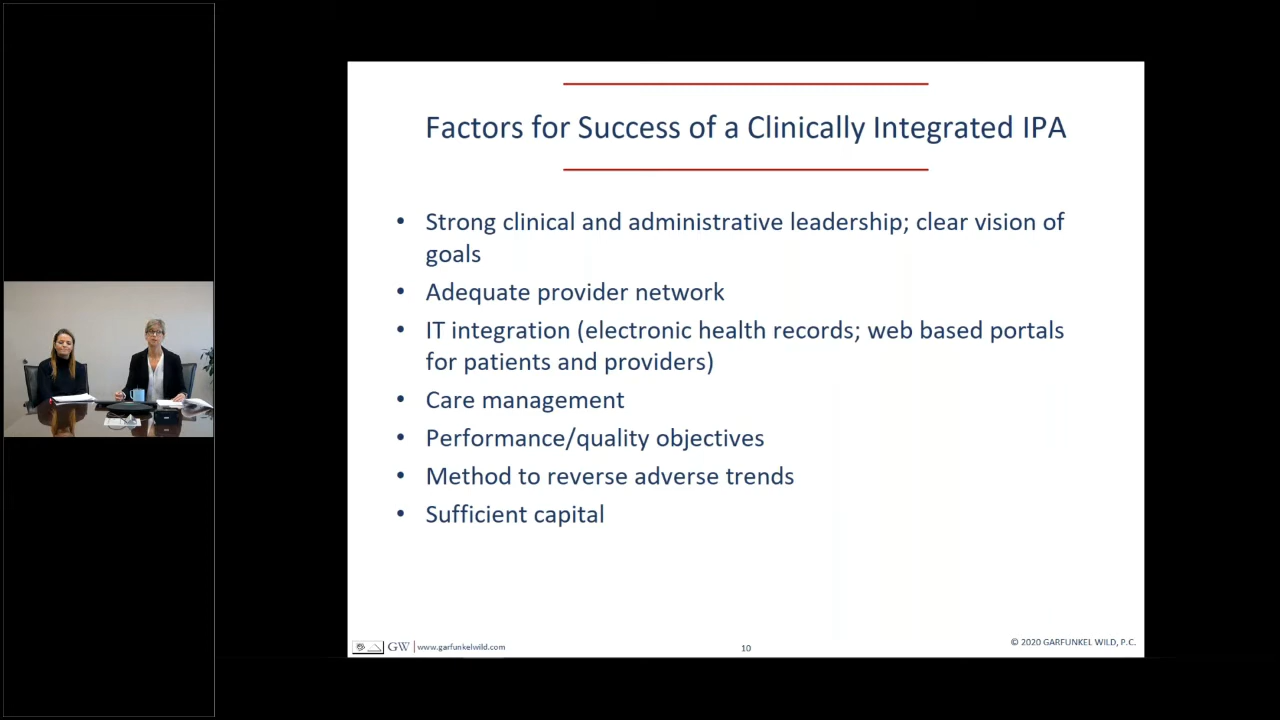 Factors for Success of a Clinically Integrated IPA
• Strong clinical and administrative leadership; clear vision of
goals
• Adequate provider network
• IT integration (electronic health records; web based portals
for patients and providers)
• Care management
• Performance/quality objectives
• Method to reverse adverse trends
• Sufficient capital
GW | www.garfunkelwild.com
10
© 2020 GARFUNKEL WILD, P.C.